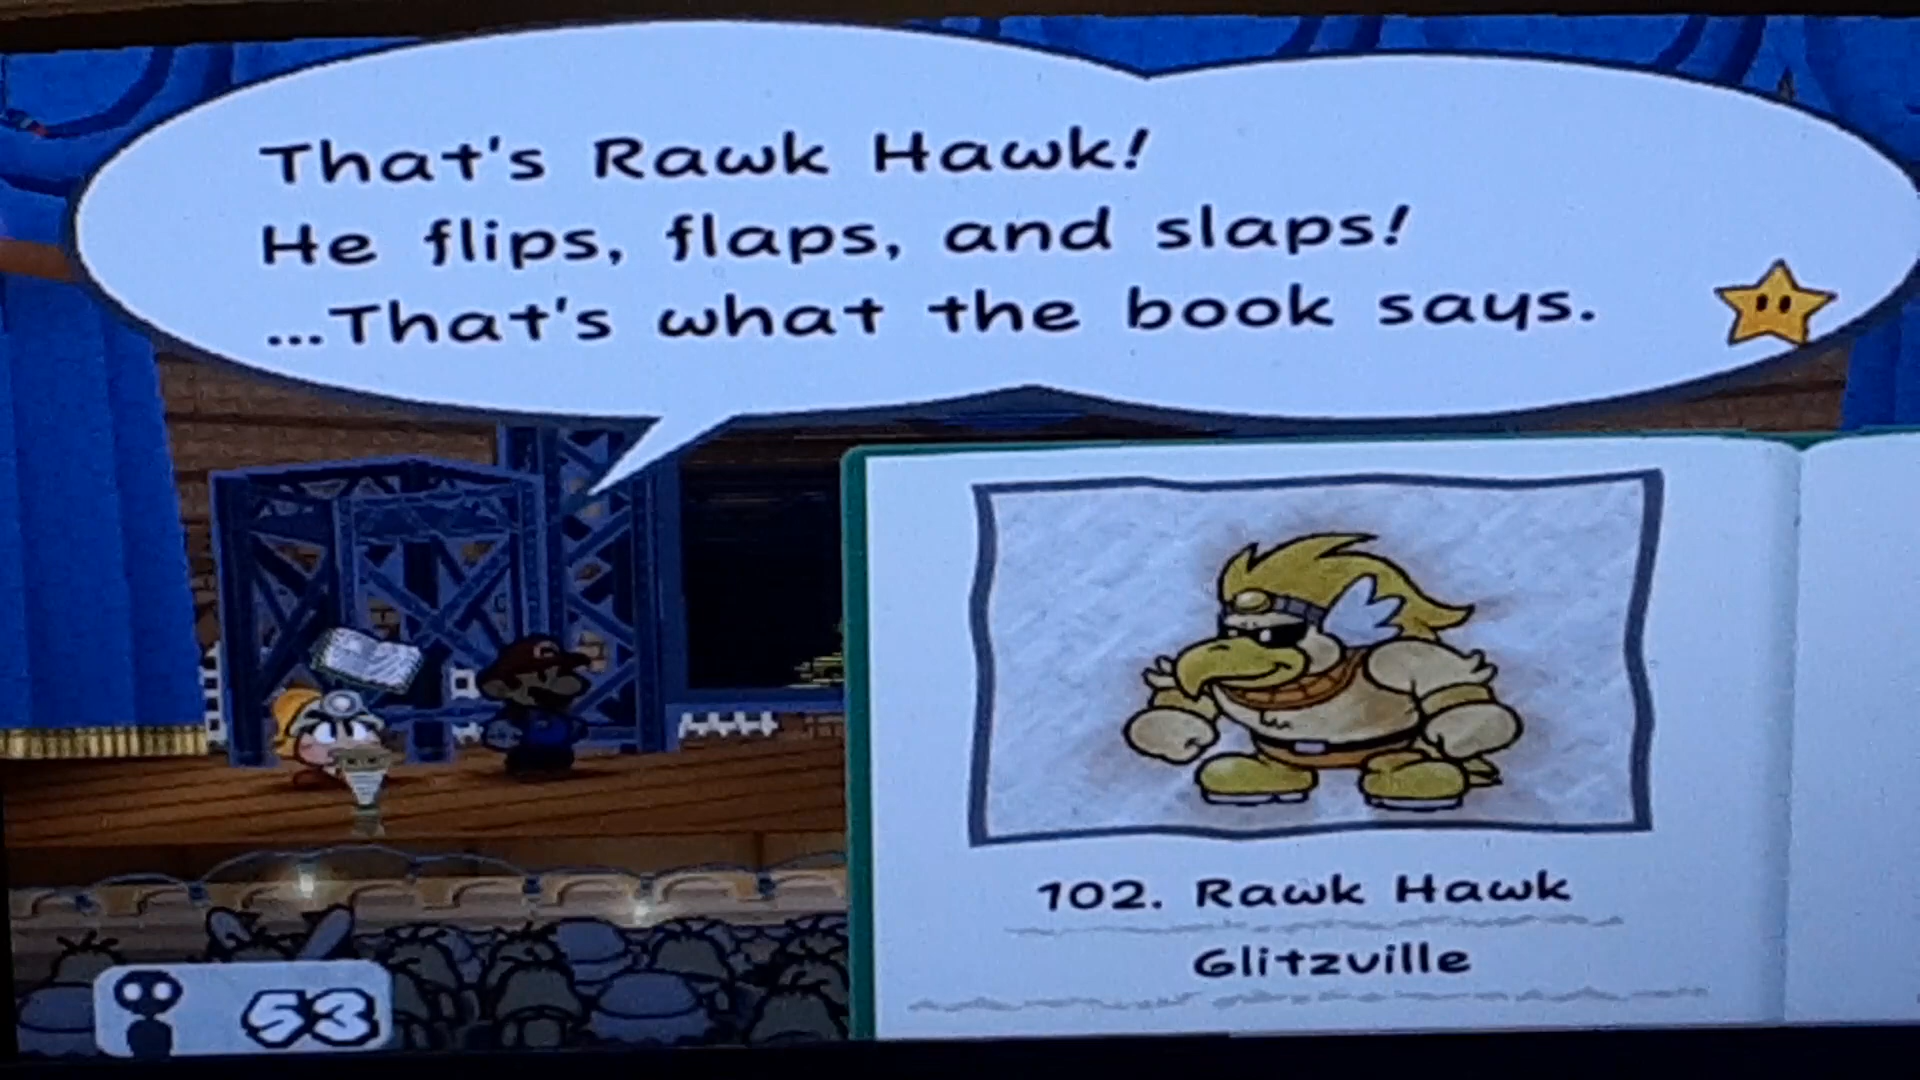 That's Rawk Hawk!
He flips, flaps, and slaps!
...That's what the book says.
102. Rawk Hawk
Glitzville
53